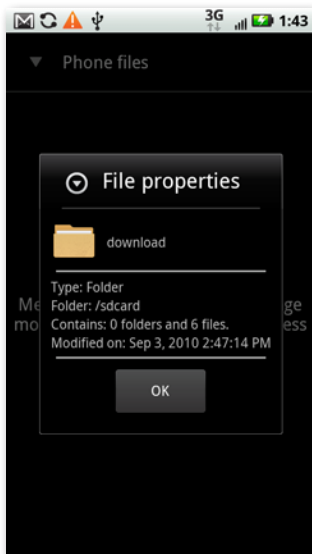 3G 1:43
Phone files
File properties
download
Type: Folder
Folder: /sdcard
Contains: 0 folders and 6 files.
Modified on: Sep 3, 2010 2:47:14 PM
OK